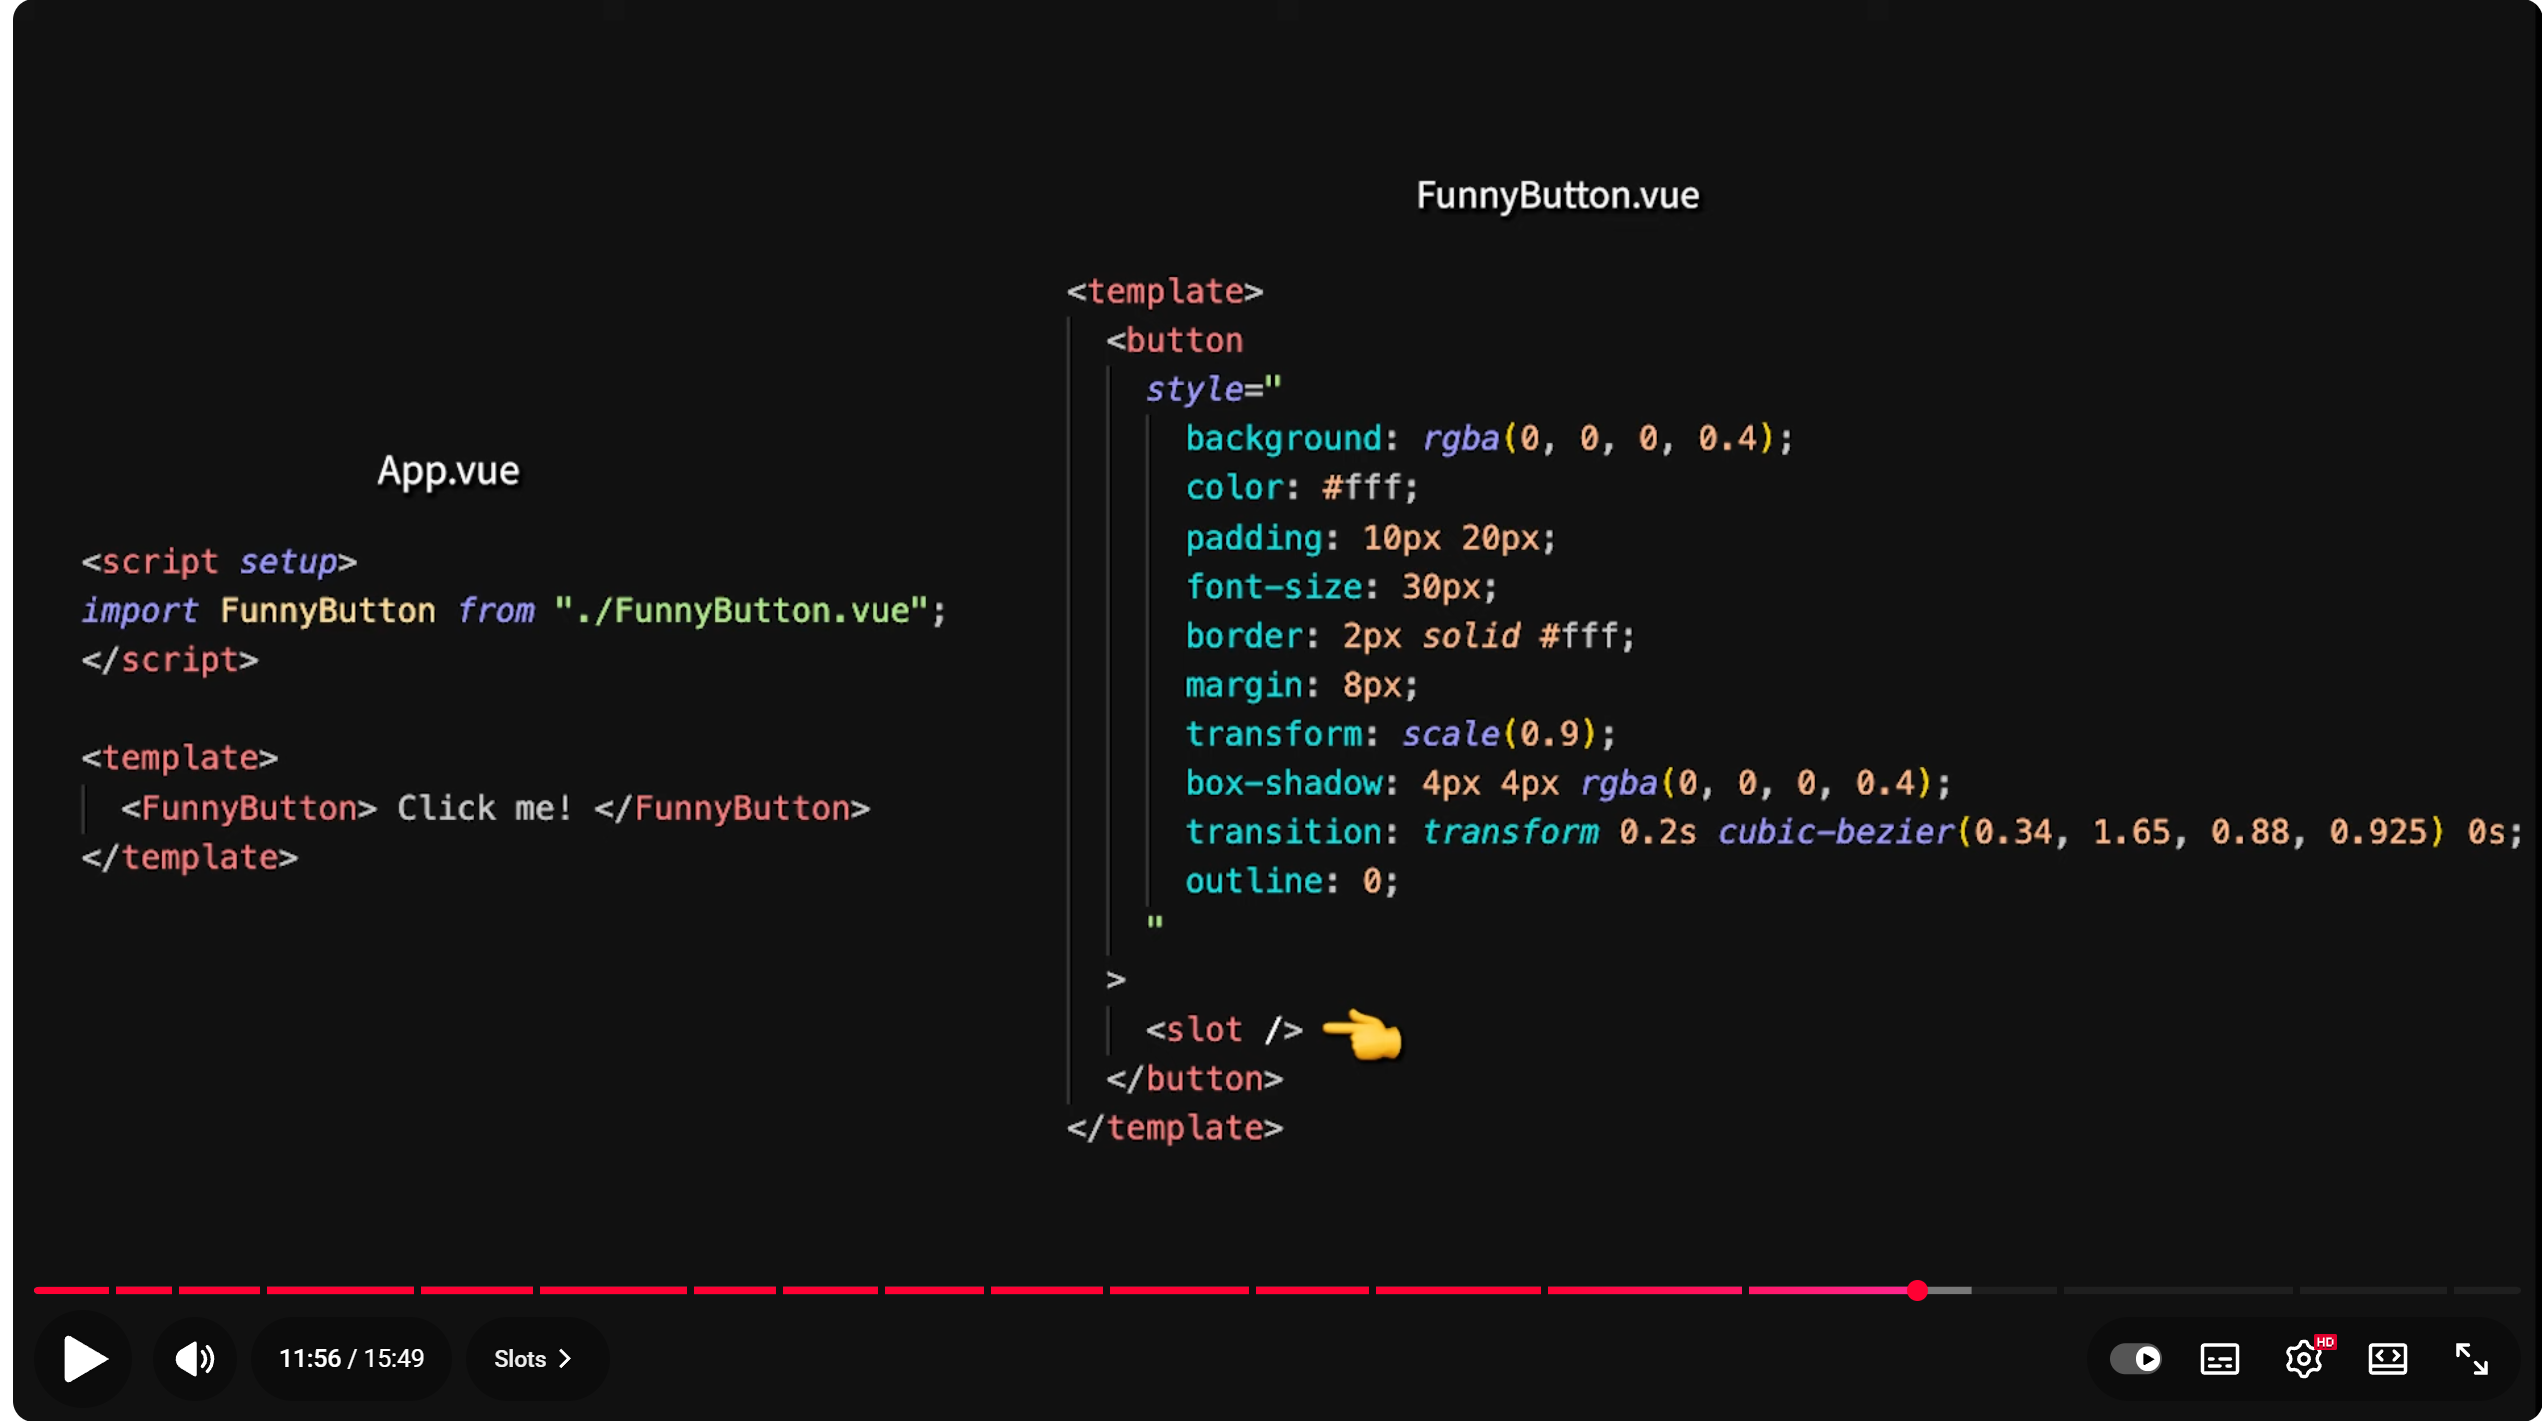 App.vue
<script setup>
import FunnyButton from "./FunnyButton.vue";
</script>
<template>
<FunnyButton> Click me! </FunnyButton>
</template>
FunnyButton.vue
<template>
<button
style="
background: rgba(0, 0, 0, 0.4);
color: #fff;
padding: 10px 20px;
font-size: 30px;
border: 2px solid #fff;
margin: 8px;
transform: scale(0.9);
box-shadow: 4px 4px rgba(0, 0, 0, 0.4);
transition: transform 0.2s cubic-bezier(0.34, 1.65, 0.88, 0.925) 0s;
outline: 0;
"
>
<slot />
</button>
</template>
11:56 / 15:49
Slots
HD